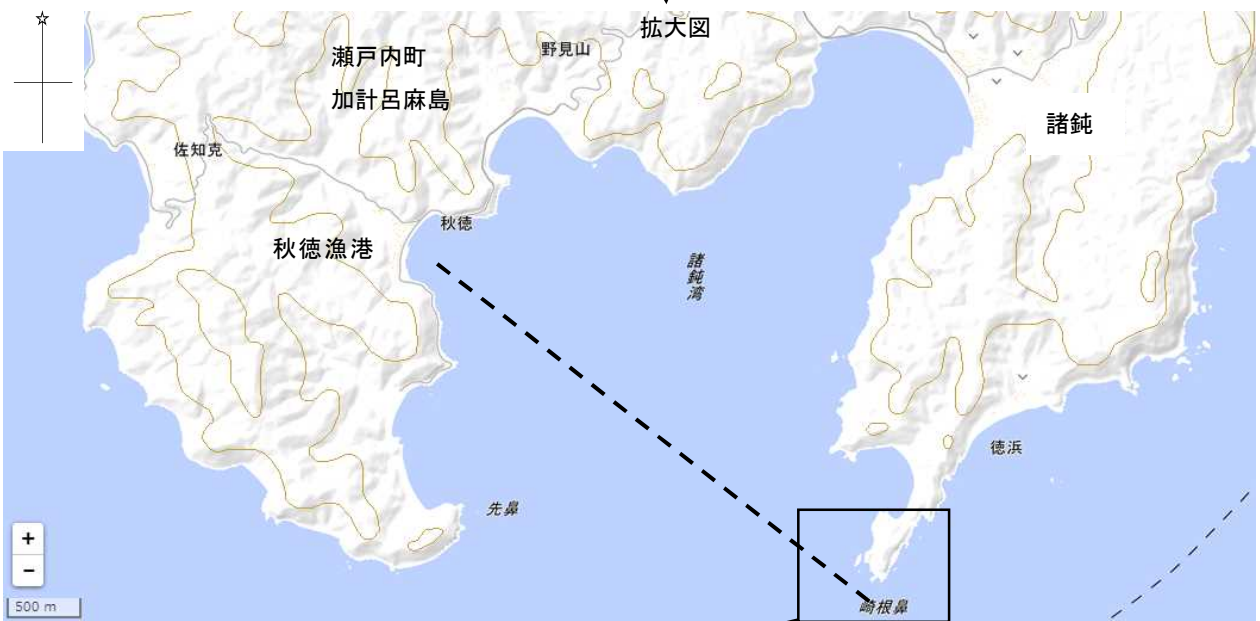 拡大図
瀬戸内町
加計呂麻島
野見山
諸鈍
佐知克
秋徳
秋徳漁港
諸鈍湾
徳浜
先鼻
崎根鼻
+
−
500 m